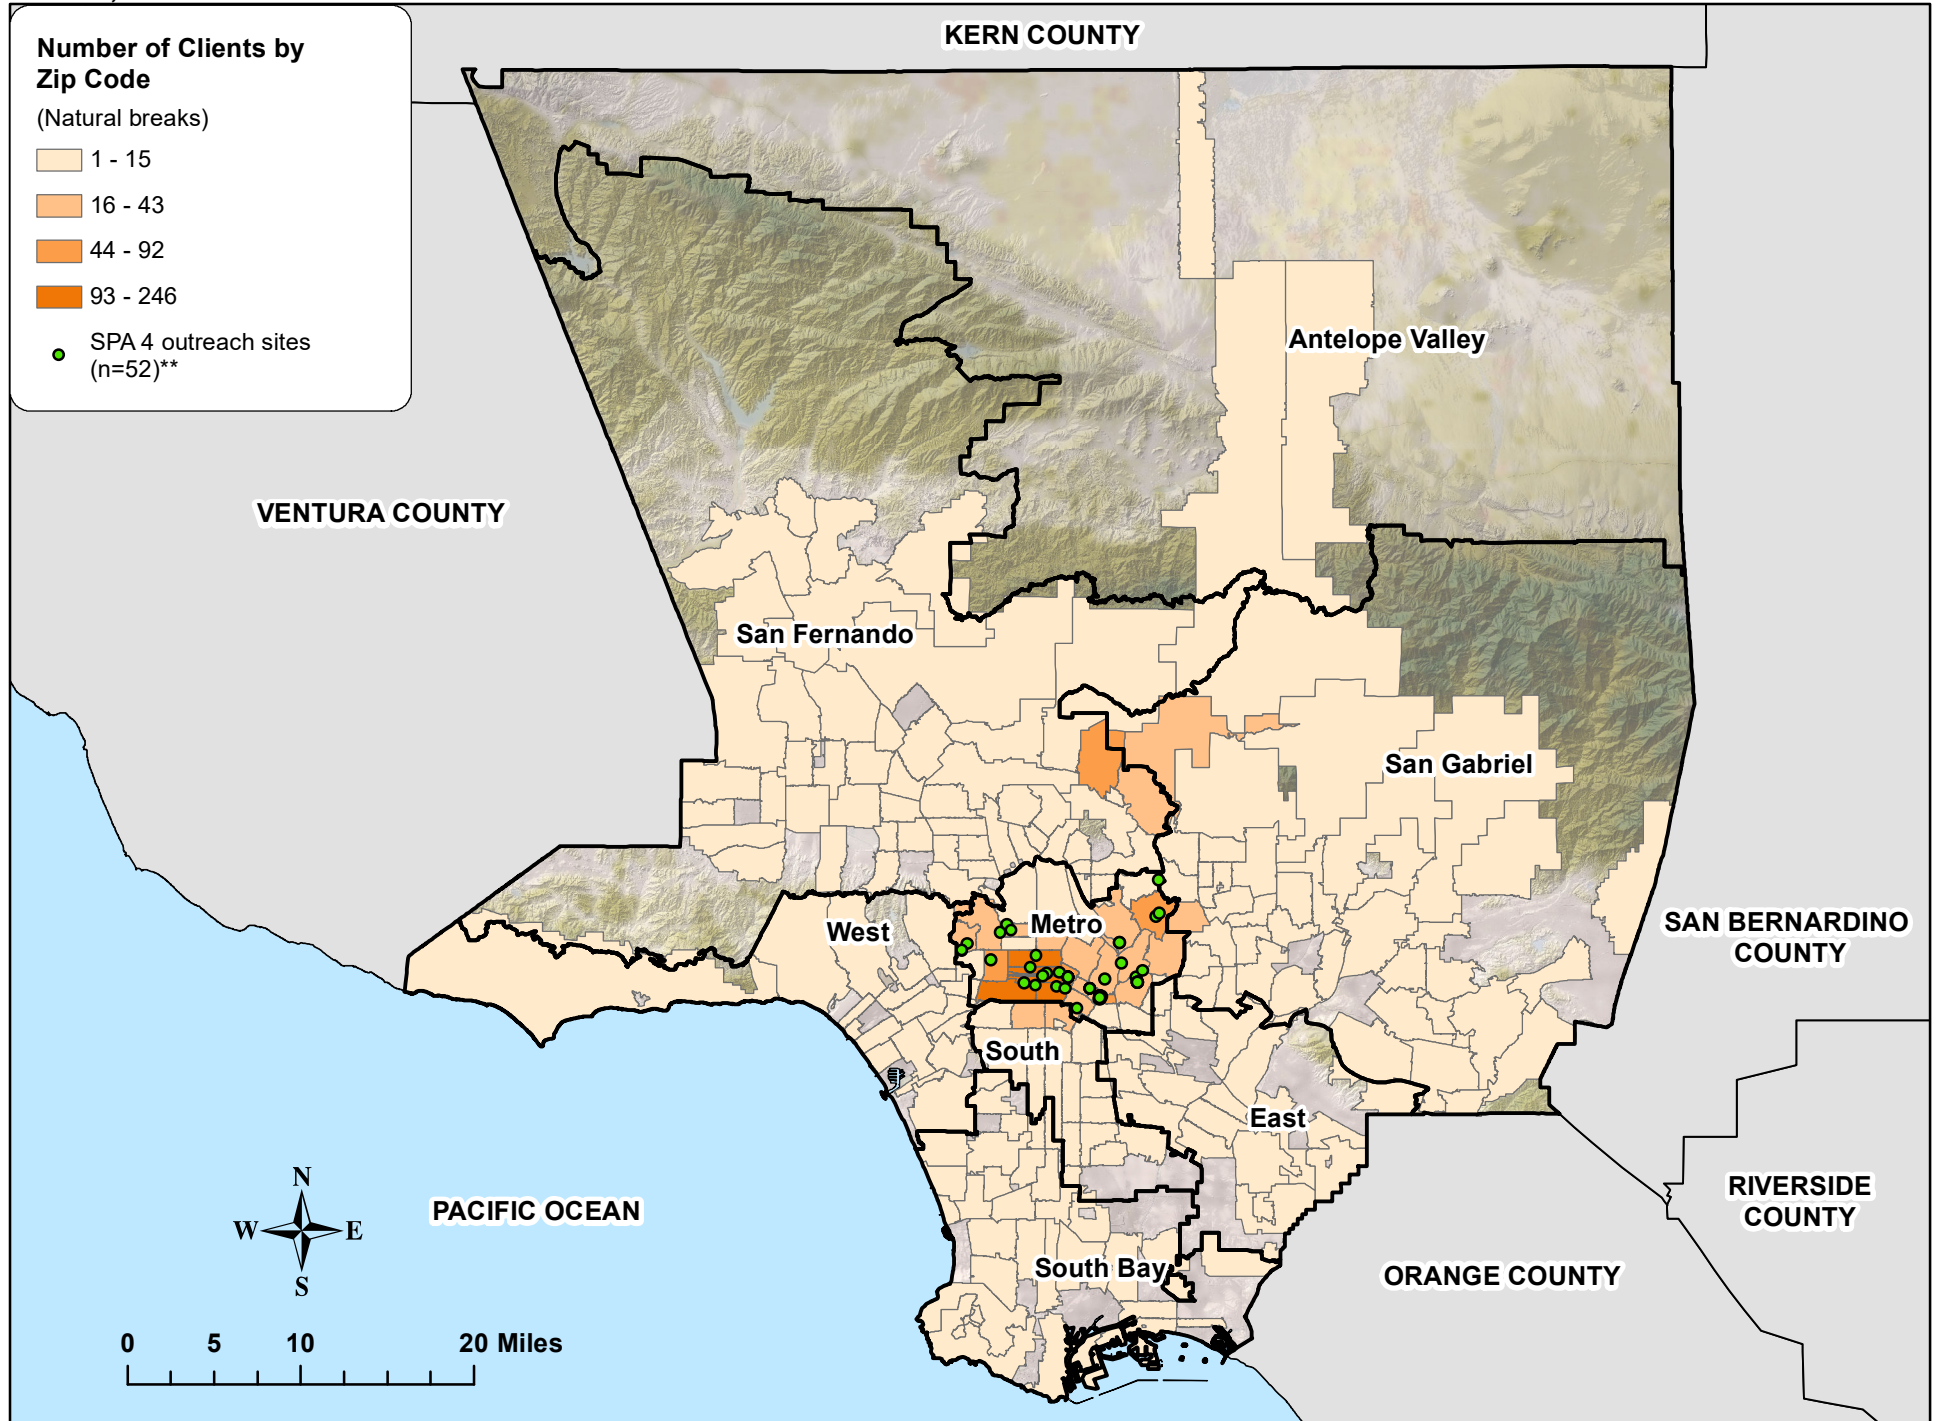 KERN COUNTY
Number of Clients by
Zip Code
(Natural breaks)
1 - 15
16 - 43
44 - 92
93 - 246
SPA 4 outreach sites
(n=52)**
Antelope Valley
VENTURA COUNTY
San Fernando
San Gabriel
Metro
West
SAN BERNARDINO
COUNTY
South
East
N
W E
S
PACIFIC OCEAN
RIVERSIDE
COUNTY
South Bay
ORANGE COUNTY
0 5 10 20 Miles